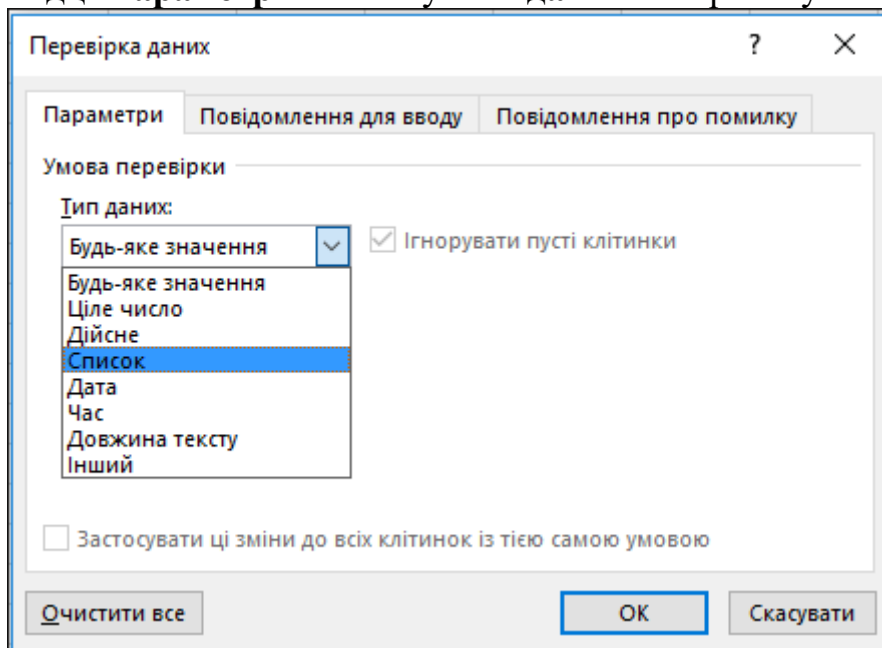 Перевірка даних ?
Параметри Повідомлення для вводу Повідомлення про помилку
Умова перевірки
Тип даних:
Будь-яке значення Ігнорувати пусті клітинки
Будь-яке значення
Ціле число
Дійсне
Список
Дата
Час
Довжина тексту
Інший
Застосувати ці зміни до всіх клітинок із тією самою умовою
Очистити все ОК Скасувати